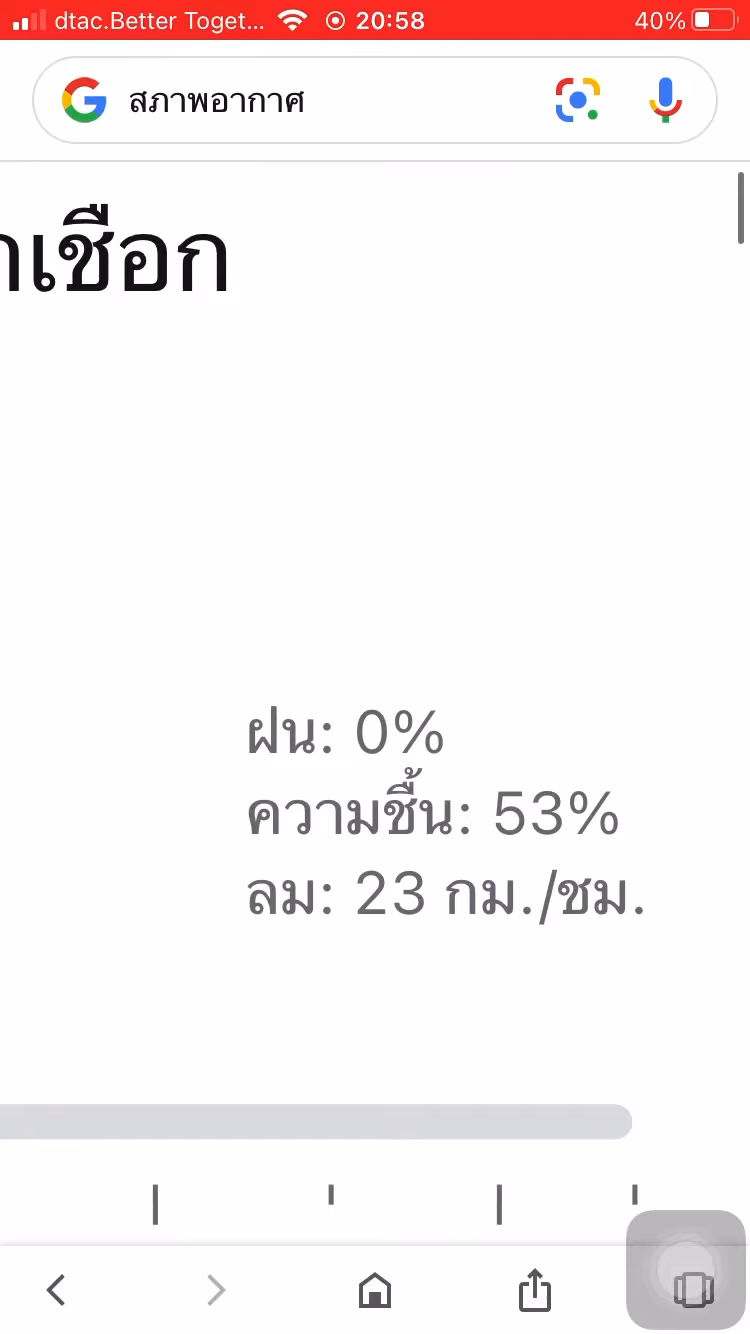 dtac.Better Toget... 20:58 40%
สภาพอากาศ
เชือก
ฝน: 0%
ความชื้น: 53%
ลม: 23 กม./ชม.